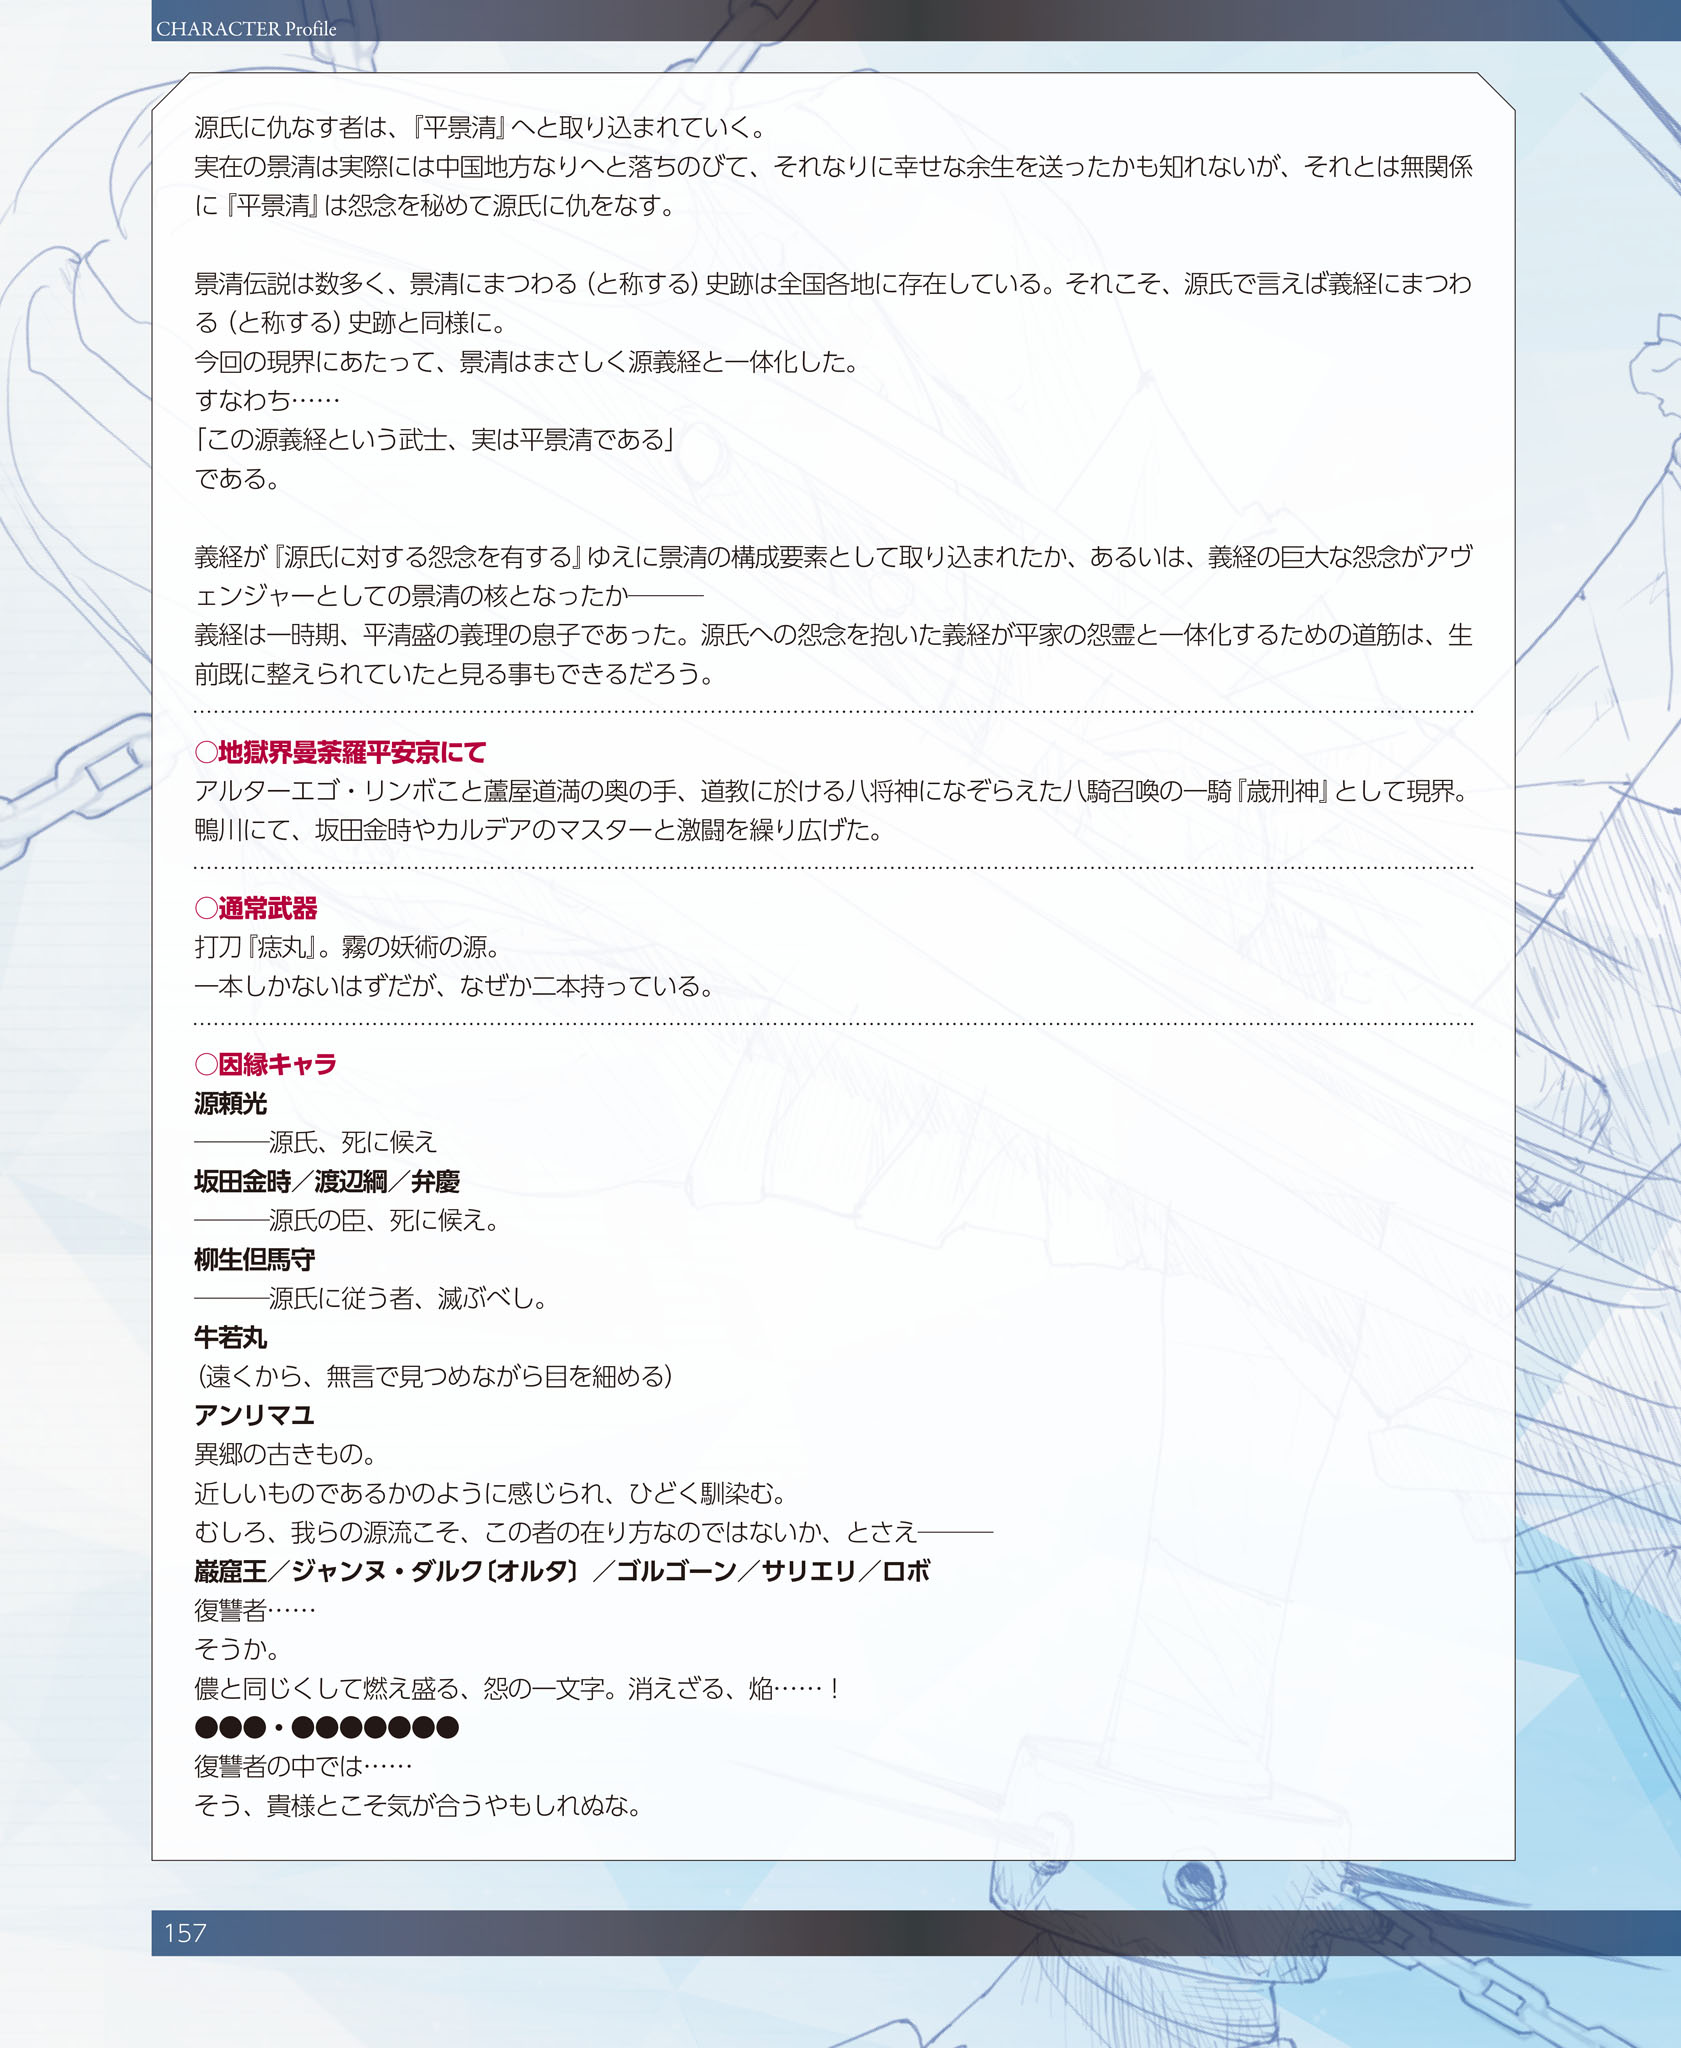 CHARACTER Profile
源氏に仇なす者は、『平景清』へと取り込まれていく。
実在の景清は実際には中国地方なりへと落ちのびて、それなりに幸せな余生を送ったかも知れないが、それとは無関係
に『平景清』は怨念を秘めて源氏に仇をなす。
景清伝説は数多く、景清にまつわる（と称する）史跡は全国各地に存在している。それこそ、源氏で言えば義経にまつわ
る（と称する）史跡と同様に。
今回の現界にあたって、景清はまさしく源義経と一体化した。
すなわち……
「この源義経という武士、実は平景清である」
である。
義経が『源氏に対する怨念を有する』ゆえに景清の構成要素として取り込まれたか、あるいは、義経の巨大な怨念がアヴ
ェンジャーとしての景清の核となったか―――
義経は一時期、平清盛の義理の息子であった。源氏への怨念を抱いた義経が平家の怨霊と一体化するための道筋は、生
前既に整えられていたと見る事もできるだろう。
○地獄界曼荼羅平安京にて
アルターエゴ・リンボこと蘆屋道満の奥の手、道教に於ける八将神になぞらえた八騎召喚の一騎『歳刑神』として現界。
鴨川にて、坂田金時やカルデアのマスターと激闘を繰り広げた。
○通常武器
打刀『痣丸』。霧の妖術の源。
一本しかないはずだが、なぜか二本持っている。
○因縁キャラ
源頼光
―――源氏、死に候え
坂田金時／渡辺綱／弁慶
―――源氏の臣、死に候え。
柳生但馬守
―――源氏に従う者、滅ぶべし。
牛若丸
（遠くから、無言で見つめながら目を細める）
アンリマユ
異郷の古きもの。
近しいものであるかのように感じられ、ひどく馴染む。
むしろ、我らの源流こそ、この者の在り方なのではないか、とさえ―――
巌窟王／ジャンヌ・ダルク〔オルタ〕／ゴルゴーン／サリエリ／ロボ
復讐者……
そうか。
儂と同じくして燃え盛る、怨の一文字。消えざる、焔……！
●●●・●●●●●●●
復讐者の中では……
そう、貴様とこそ気が合うやもしれぬな。
157